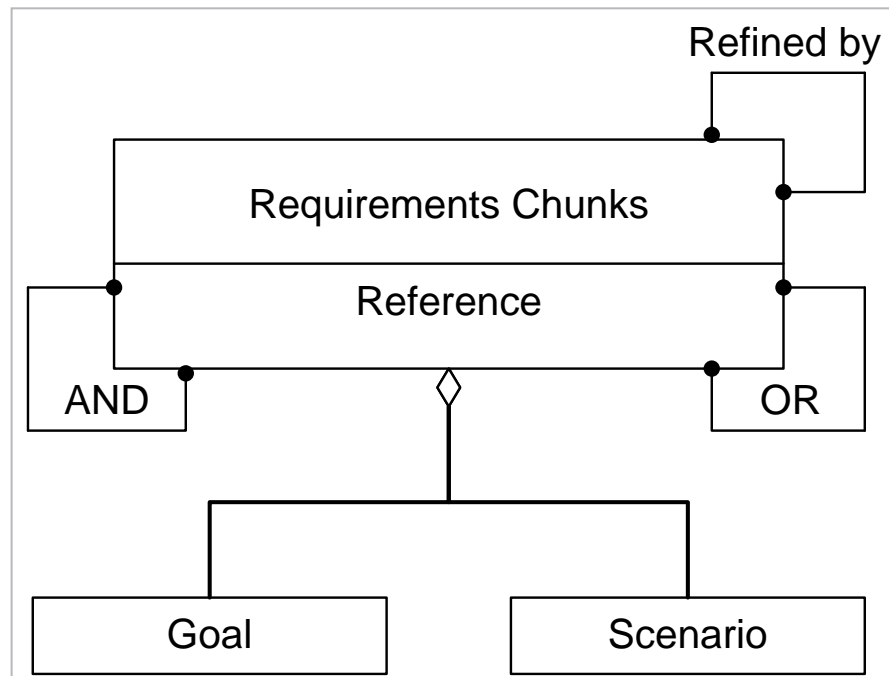 Refined by
Requirements Chunks
Reference
AND
OR
Goal
Scenario